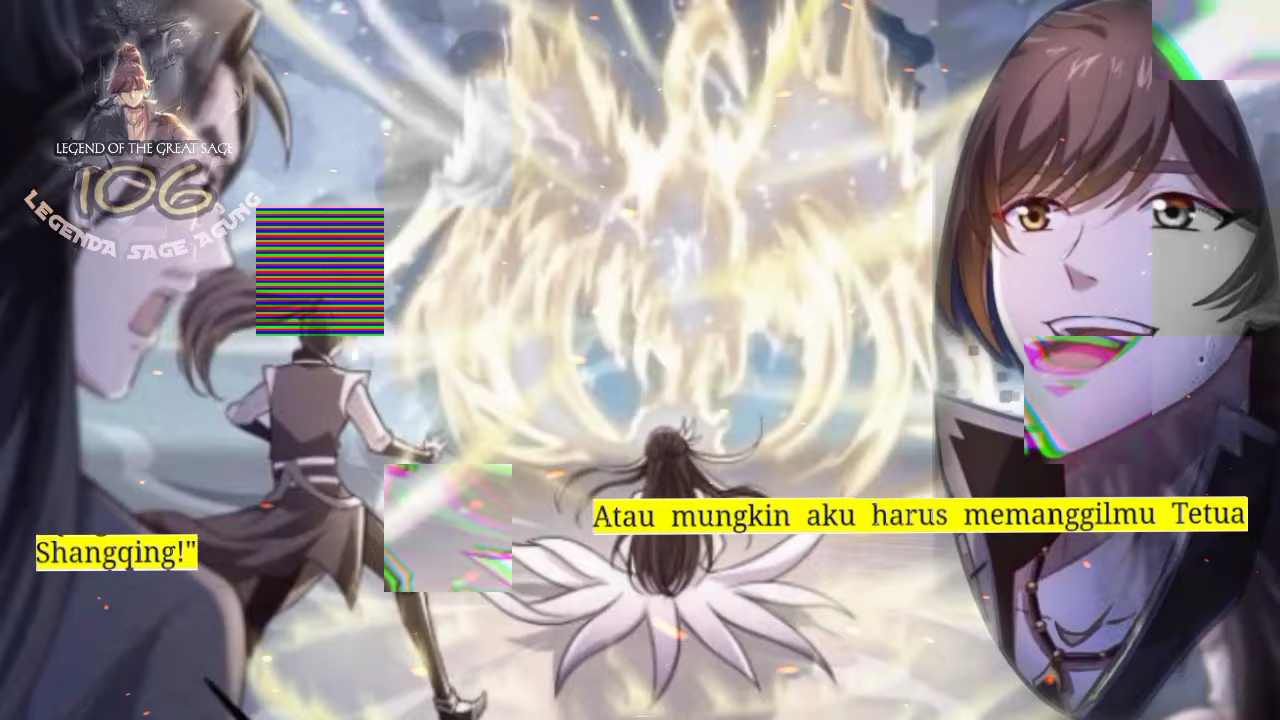 LEGEND OF THE GREAT SAGE
106
LEGENDA SAGE AGUNG
Atau mungkin aku harus memanggilmu Tetua
Shangqing!"